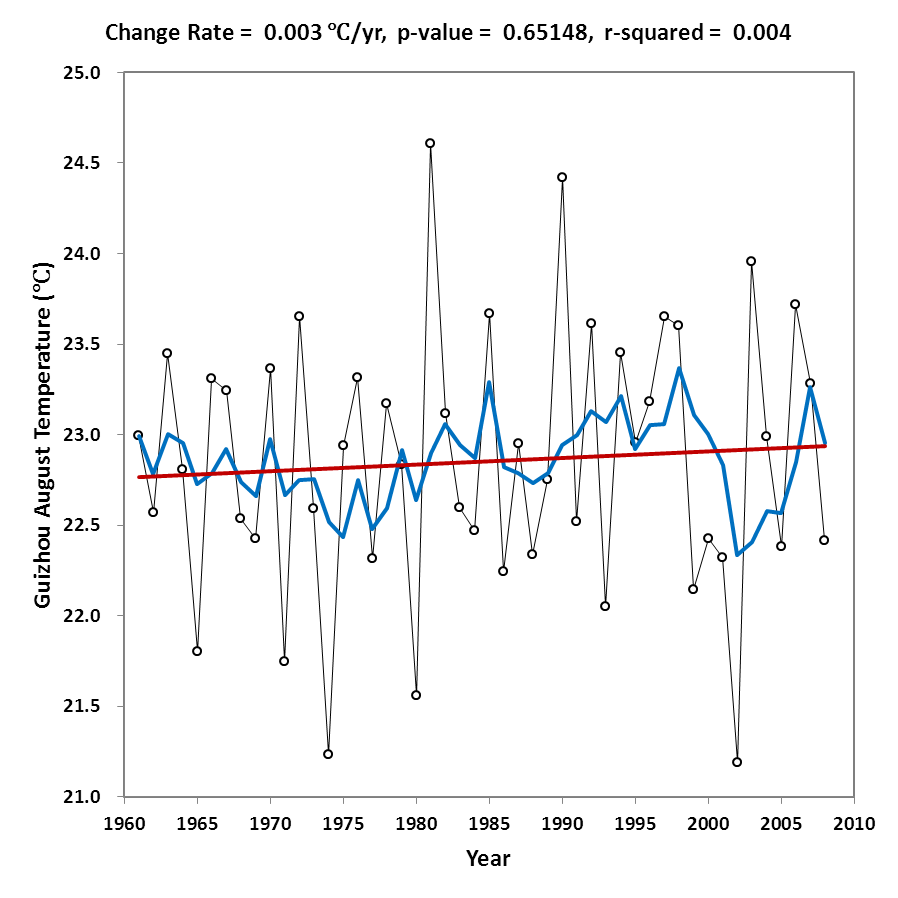 Change Rate = 0.003 ℃/yr, p-value = 0.65148, r-squared = 0.004
Guizhou August Temperature (℃)
25.0
24.5
24.0
23.5
23.0
22.5
22.0
21.5
21.0
1960 1965 1970 1975 1980 1985 1990 1995 2000 2005 2010
Year